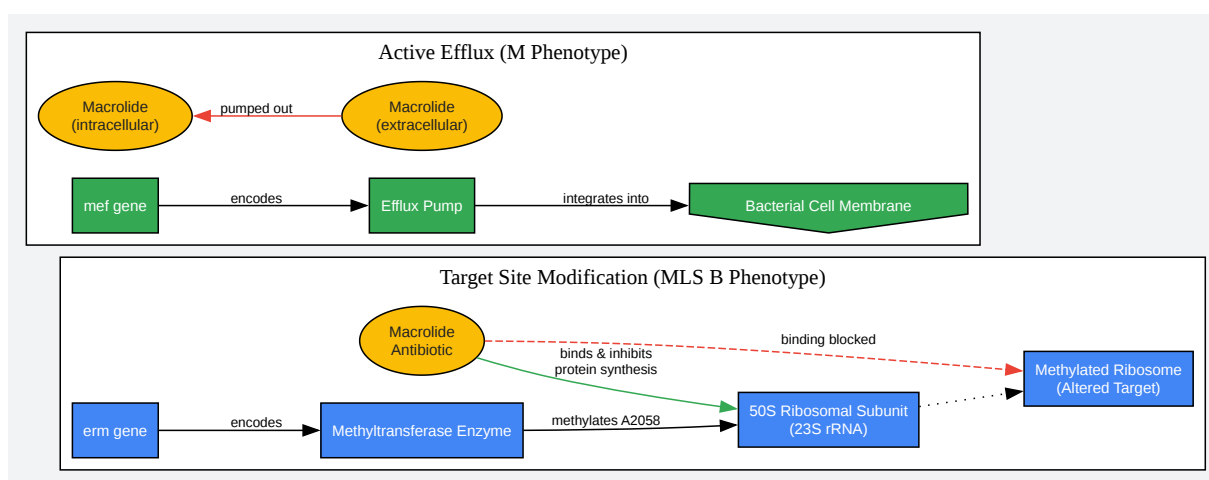 Active Efflux (M Phenotype)
Macrolide
(intracellular)
pumped out
Macrolide
(extracellular)
mef gene
encodes
Efflux Pump
integrates into
Bacterial Cell Membrane
Target Site Modification (MLS B Phenotype)
Macrolide
Antibiotic
binding blocked
binds & inhibits
protein synthesis
Methylated Ribosome
(Altered Target)
erm gene
encodes
Methyltransferase Enzyme
methylates A2058
50S Ribosomal Subunit
(23S rRNA)